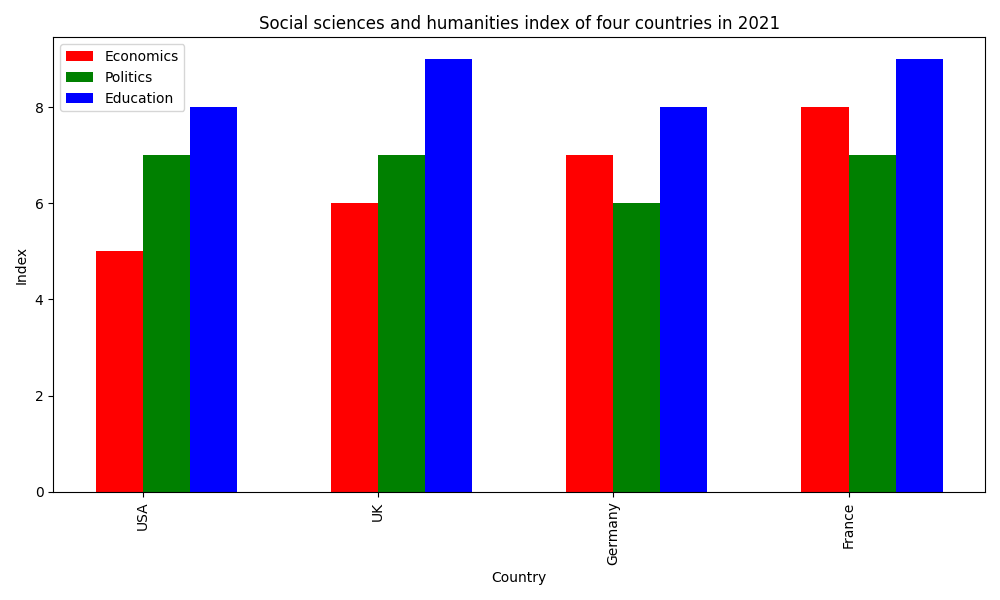 Social sciences and humanities index of four countries in 2021
Economics
Politics
Education
Index
8
6
4
2
0
USA
UK
Germany
France
Country